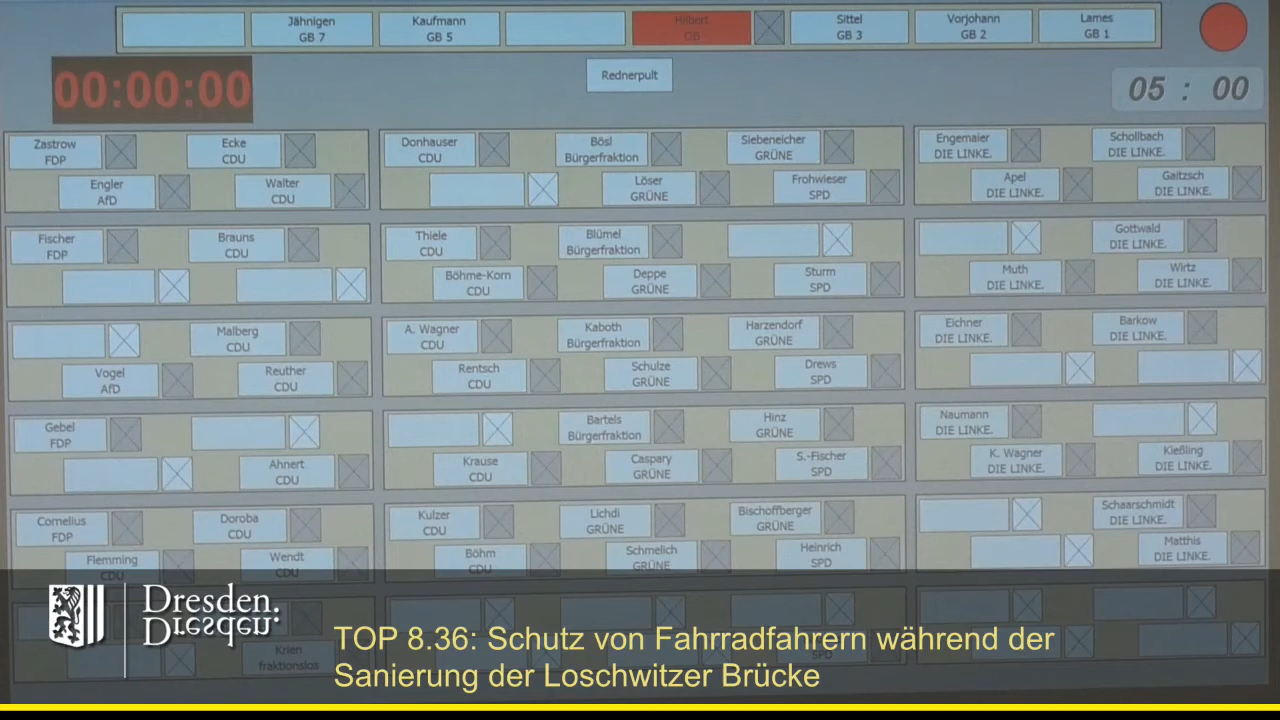 Jähnigen
GB 7
Kaufmann
GB 5
Hilbert
OB
Sittel
GB 3
Vorjohann
GB 2
Lames
GB 1
00:00:00
Rednerpult
05 : 00
Zastrow
FDP
Ecke
CDU
Engler
AfD
Walter
CDU
Donhauser
CDU
Bösl
Bürgerfraktion
Siebeneicher
GRÜNE
Löser
GRÜNE
Frohwieser
SPD
Engemaier
DIE LINKE.
Schollbach
DIE LINKE.
Apel
DIE LINKE.
Gaitzsch
DIE LINKE.
Fischer
FDP
Brauns
CDU
Thiele
CDU
Blümel
Bürgerfraktion
Böhme-Korn
CDU
Deppe
GRÜNE
Sturm
SPD
Gottwald
DIE LINKE.
Muth
DIE LINKE.
Wirtz
DIE LINKE.
Malberg
CDU
Vogel
AfD
Reuther
CDU
A. Wagner
CDU
Kaboth
Bürgerfraktion
Harzendorf
GRÜNE
Rentsch
CDU
Schulze
GRÜNE
Drews
SPD
Eichner
DIE LINKE.
Barkow
DIE LINKE.
Gebel
FDP
Ahnert
CDU
Bartels
Bürgerfraktion
Hinz
GRÜNE
Krause
CDU
Caspary
GRÜNE
S.-Fischer
SPD
Naumann
DIE LINKE.
K. Wagner
DIE LINKE.
Kießling
DIE LINKE.
Cornelius
FDP
Doroba
CDU
Flemming
CDU
Wendt
CDU
Kulzer
CDU
Lichdi
GRÜNE
Bischoffberger
GRÜNE
Böhm
CDU
Schmelich
GRÜNE
Heinrich
SPD
Schaarschmidt
DIE LINKE.
Matthis
DIE LINKE.
Krien
fraktionslos
SPD
Dresden.
Dresden.
TOP 8.36: Schutz von Fahrradfahrern während der
Sanierung der Loschwitzer Brücke